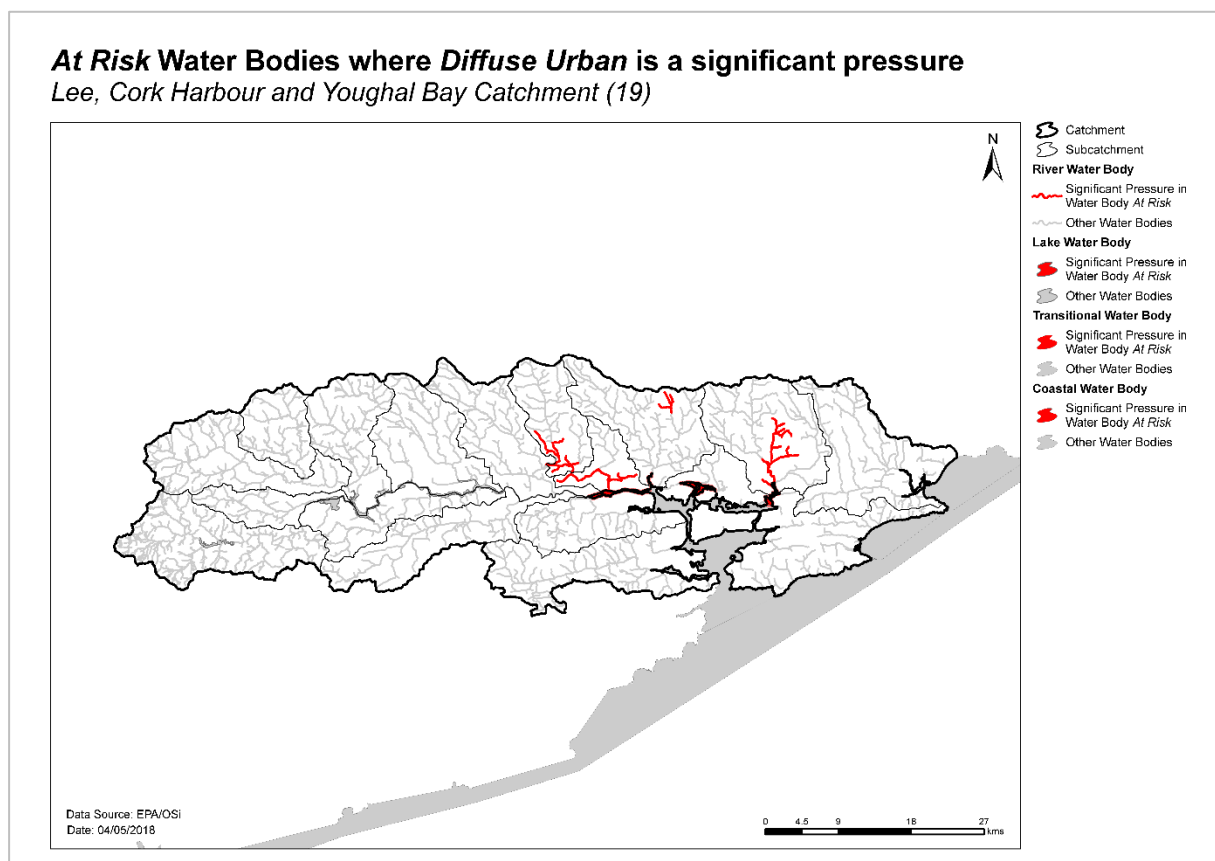 At Risk Water Bodies where Diffuse Urban is a significant pressure
Lee, Cork Harbour and Youghal Bay Catchment (19)
N
Catchment
Subcatchment
River Water Body
Significant Pressure in
Water Body At Risk
Other Water Bodies
Lake Water Body
Significant Pressure in
Water Body At Risk
Other Water Bodies
Transitional Water Body
Significant Pressure in
Water Body At Risk
Other Water Bodies
Coastal Water Body
Significant Pressure in
Water Body At Risk
Other Water Bodies
Data Source: EPA/OSi
Date: 04/05/2018
0 4.5 9 18 27
kms